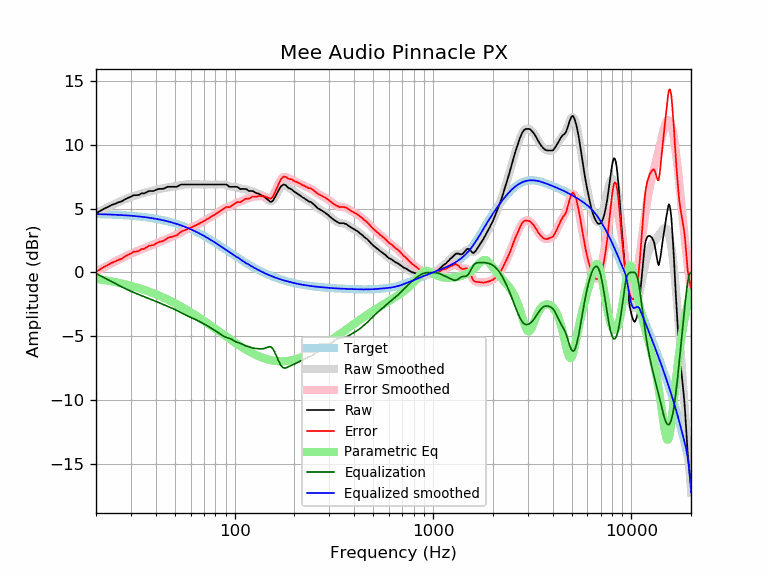 Mee Audio Pinnacle PX
Amplitude (dBr)
15
10
5
0
−5
−10
−15
Target
Raw Smoothed
Error Smoothed
Raw
Error
Parametric Eq
Equalization
Equalized smoothed
100
1000
10000
Frequency (Hz)